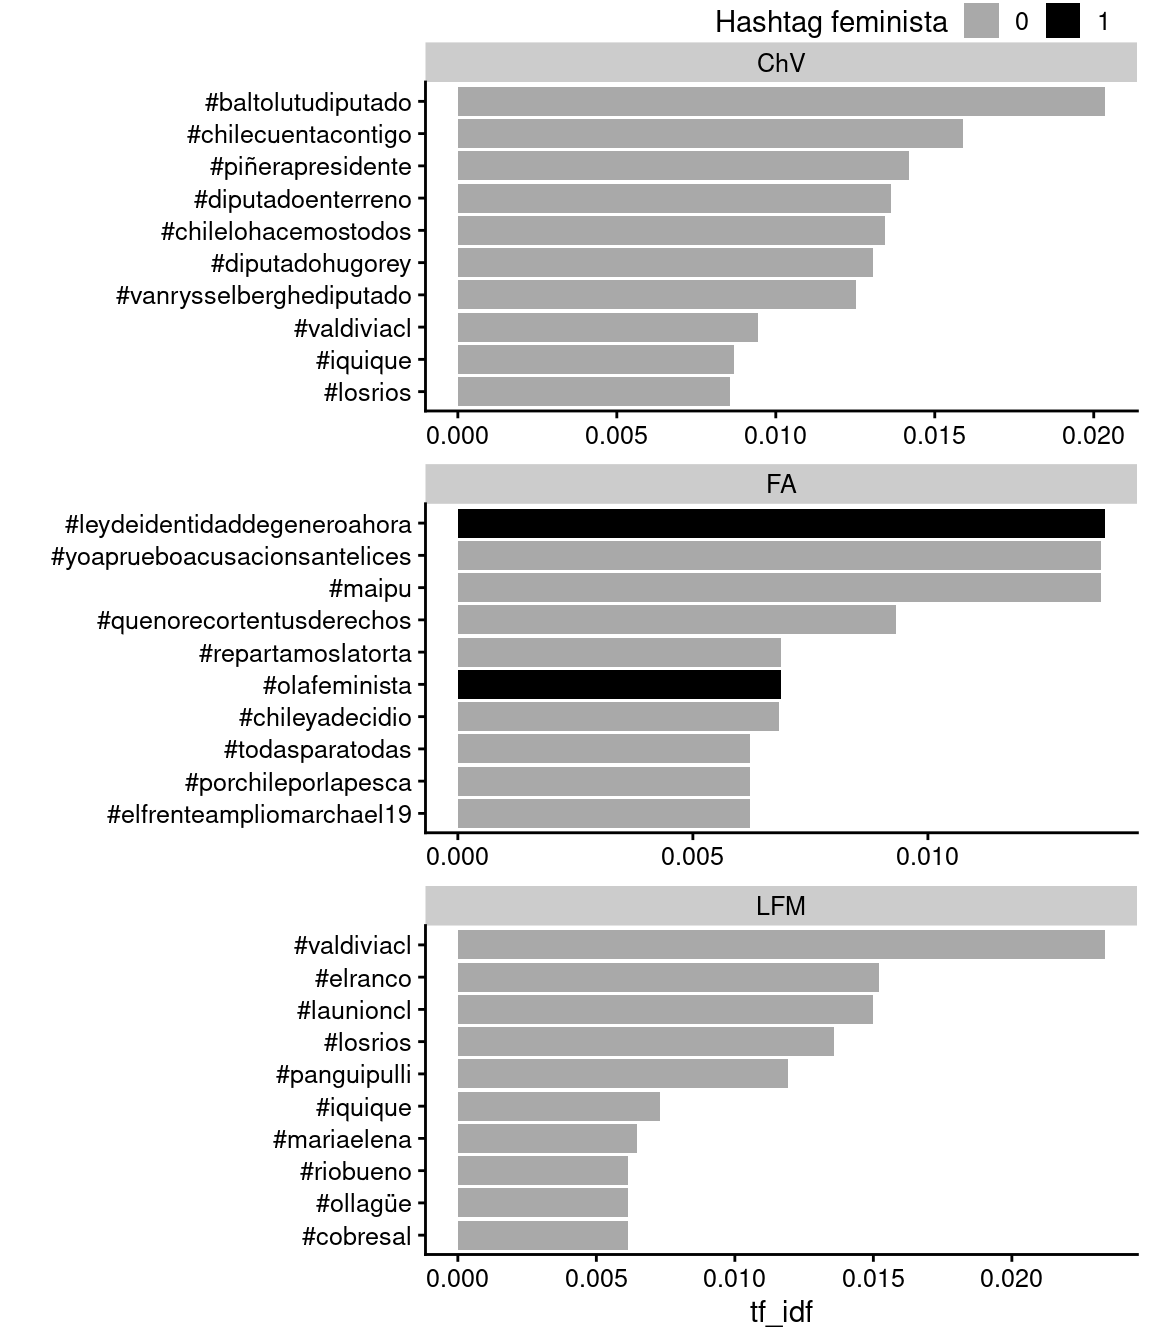 Hashtag feminista 0 1
ChV
#baltolutudiputado
#chilecuentacontigo
#piñerapresidente
#diputadoenterreno
#chilelohacemostodos
#diputadohugorey
#vanrysselberghediputado
#valdiviacl
#iquique
#losrios
0.000 0.005 0.010 0.015 0.020
FA
#leydeidentidaddegeneroahora
#yoaprueboacusacionsantelices
#maipu
#quenorecortentusderechos
#repartamoslatorta
#olafeminista
#chileyadecidio
#todasparatodas
#porchileporlapesca
#elfrenteampliomarchael19
0.000 0.005 0.010
LFM
#valdiviacl
#elranco
#launioncl
#losrios
#panguipulli
#iquique
#mariaelena
#riobueno
#ollagüe
#cobresal
0.000 0.005 0.010 0.015 0.020
tf_idf